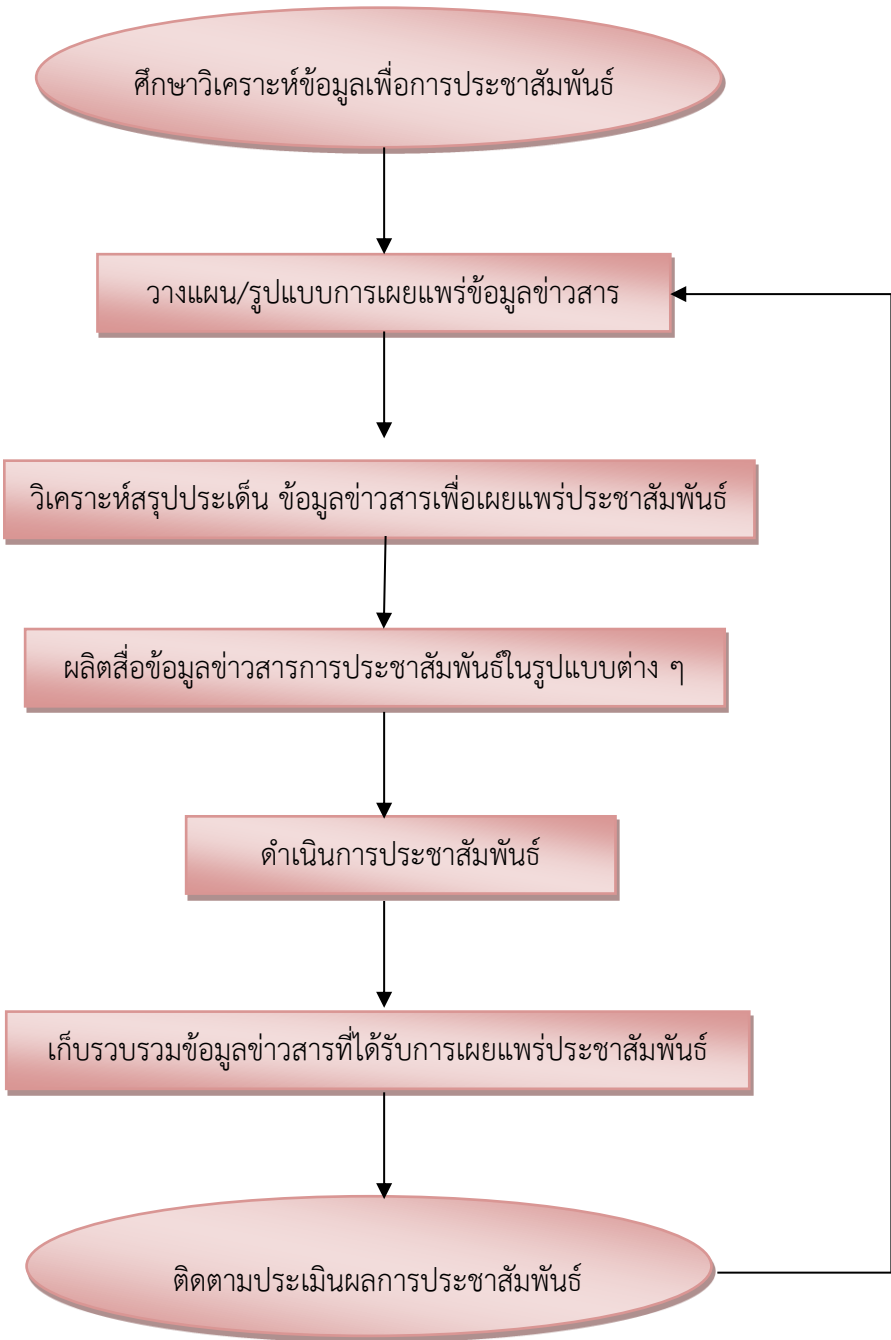 ศึกษาวิเคราะห์ข้อมูลเพื่อการประชาสัมพันธ์
วางแผน/รูปแบบการเผยแพร่ข้อมูลข่าวสาร
วิเคราะห์สรุปประเด็น ข้อมูลข่าวสารเพื่อเผยแพร่ประชาสัมพันธ์
ผลิตสื่อข้อมูลข่าวสารการประชาสัมพันธ์ในรูปแบบต่าง ๆ
ดำเนินการประชาสัมพันธ์
เก็บรวบรวมข้อมูลข่าวสารที่ได้รับการเผยแพร่ประชาสัมพันธ์
ติดตามประเมินผลการประชาสัมพันธ์